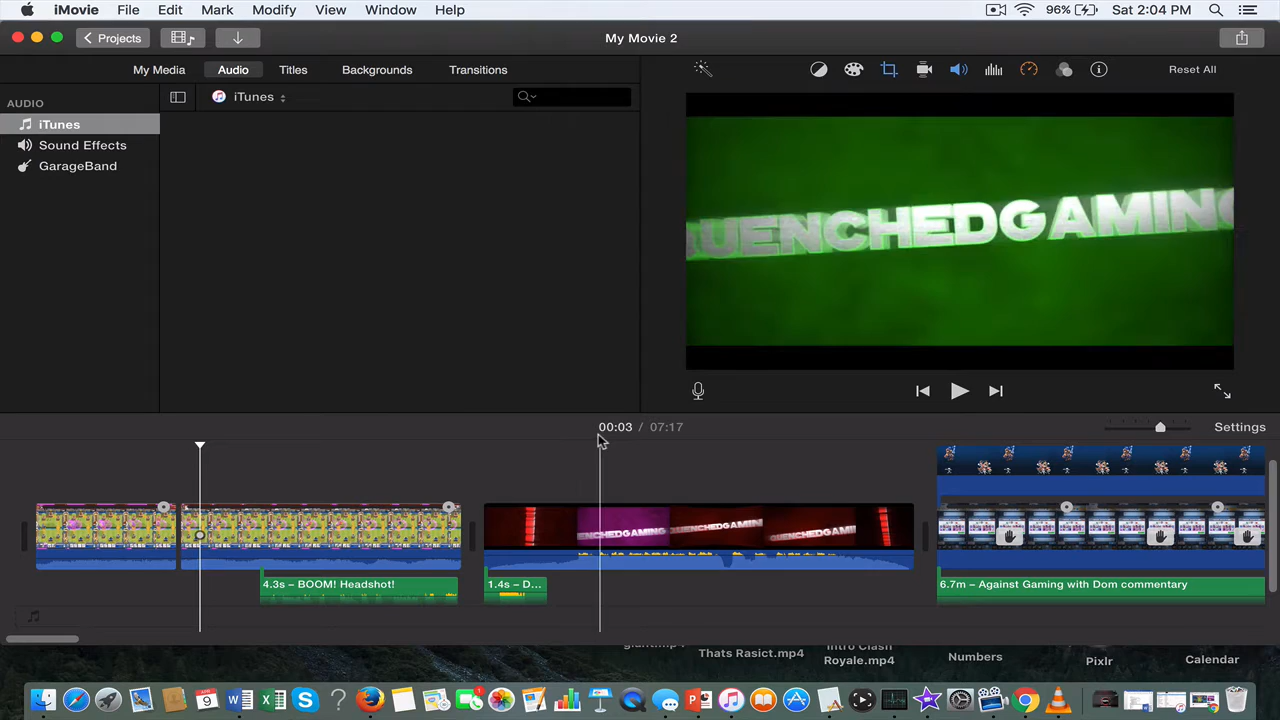 iMovie File Edit Mark Modify View Window Help 96% Sat 2:04 PM
Projects My Movie 2
My Media Audio Titles Backgrounds Transitions Reset All
AUDIO iTunes
iTunes
Sound Effects
GarageBand
QUENCHEDGAMING
00:03 / 07:17 Settings
4.3s – BOOM! Headshot! 1.4s – D... 6.7m – Against Gaming with Dom commentary
giant.mp4 Thats Rasict.mp4 Intro Clash Royale.mp4 Numbers Pixlr Calendar